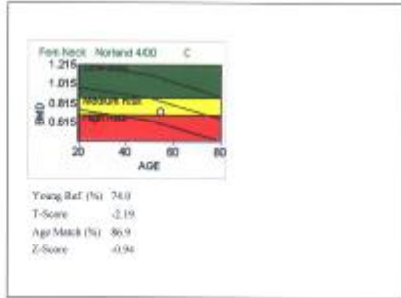 Fem Neck Norland 4/00 C
1.215
1.015
0.815
0.615
Medium Risk
BMD
20 40 60 80
AGE
Young Ref (%) 74.0
T-Score -2.19
Age Match (%) 86.9
Z-Score -0.94